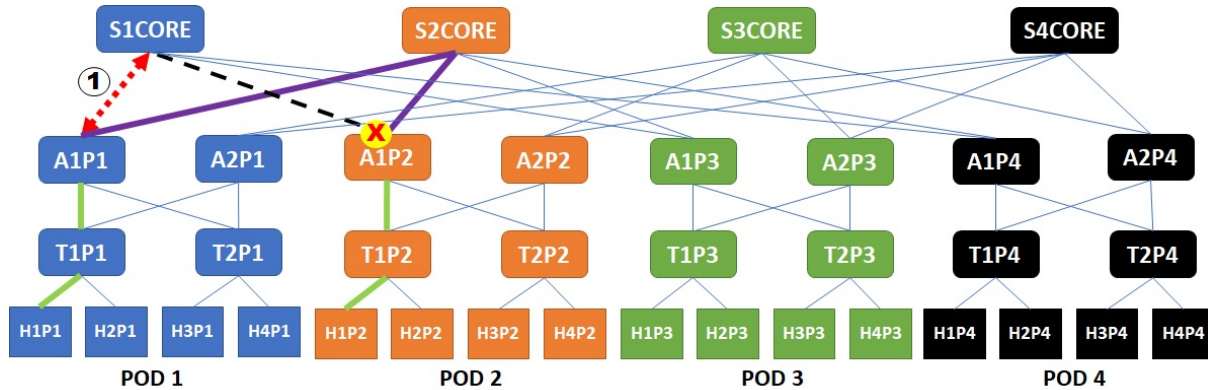 S1CORE S2CORE S3CORE S4CORE
1
X
A1P1 A2P1 A1P2 A2P2 A1P3 A2P3 A1P4 A2P4
T1P1 T2P1 T1P2 T2P2 T1P3 T2P3 T1P4 T2P4
H1P1 H2P1 H3P1 H4P1 H1P2 H2P2 H3P2 H4P2 H1P3 H2P3 H3P3 H4P3 H1P4 H2P4 H3P4 H4P4
POD 1 POD 2 POD 3 POD 4